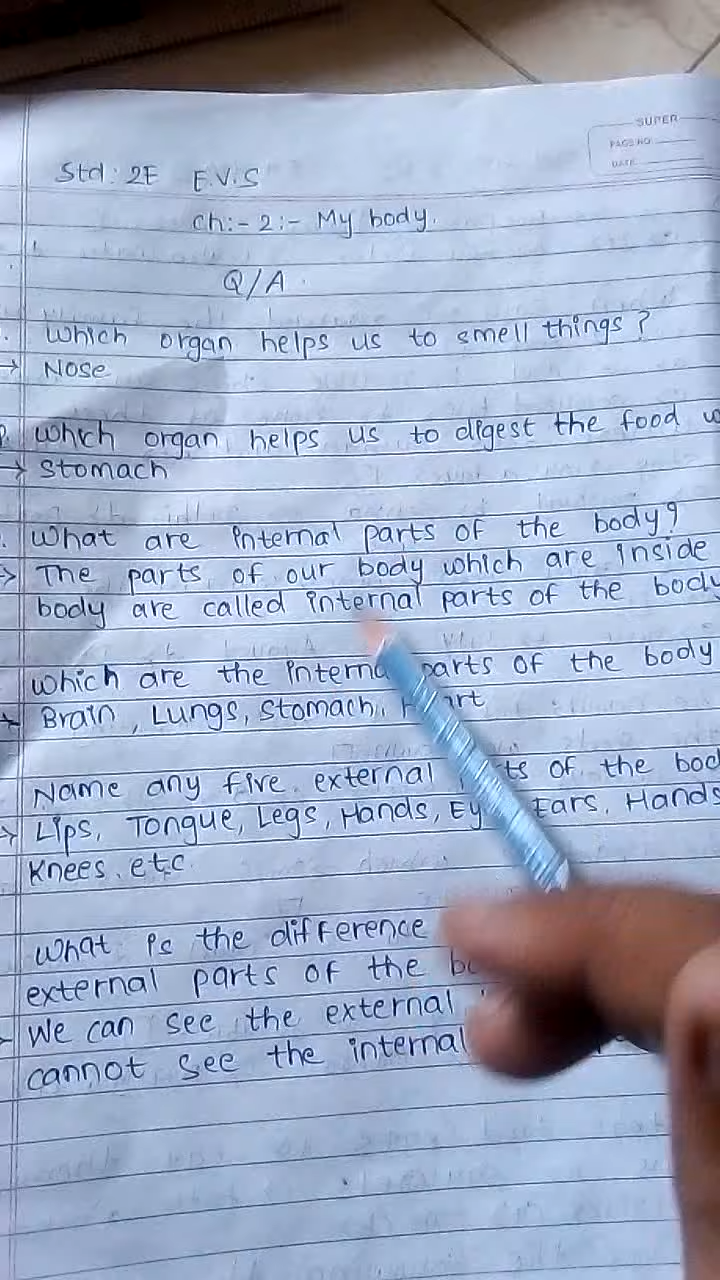 SUPER
PAGE NO
DATE
Std: 2E E.V.S
Ch:- 2:- My body.
Q/A
which organ helps us to smell things?
→ Nose
which organ helps us to digest the food
→ Stomach
What are internal parts of the body?
→ The parts of our body which are inside
body are called internal parts of the body
which are the parts of the body
→ Brain, Lungs, Stomach,
Name any five external of the
→ Lips, Tongue, Legs, Hands, Ears, Hands
Knees. etc.
What is the difference
external parts of the
We can see the external
cannot see the internal